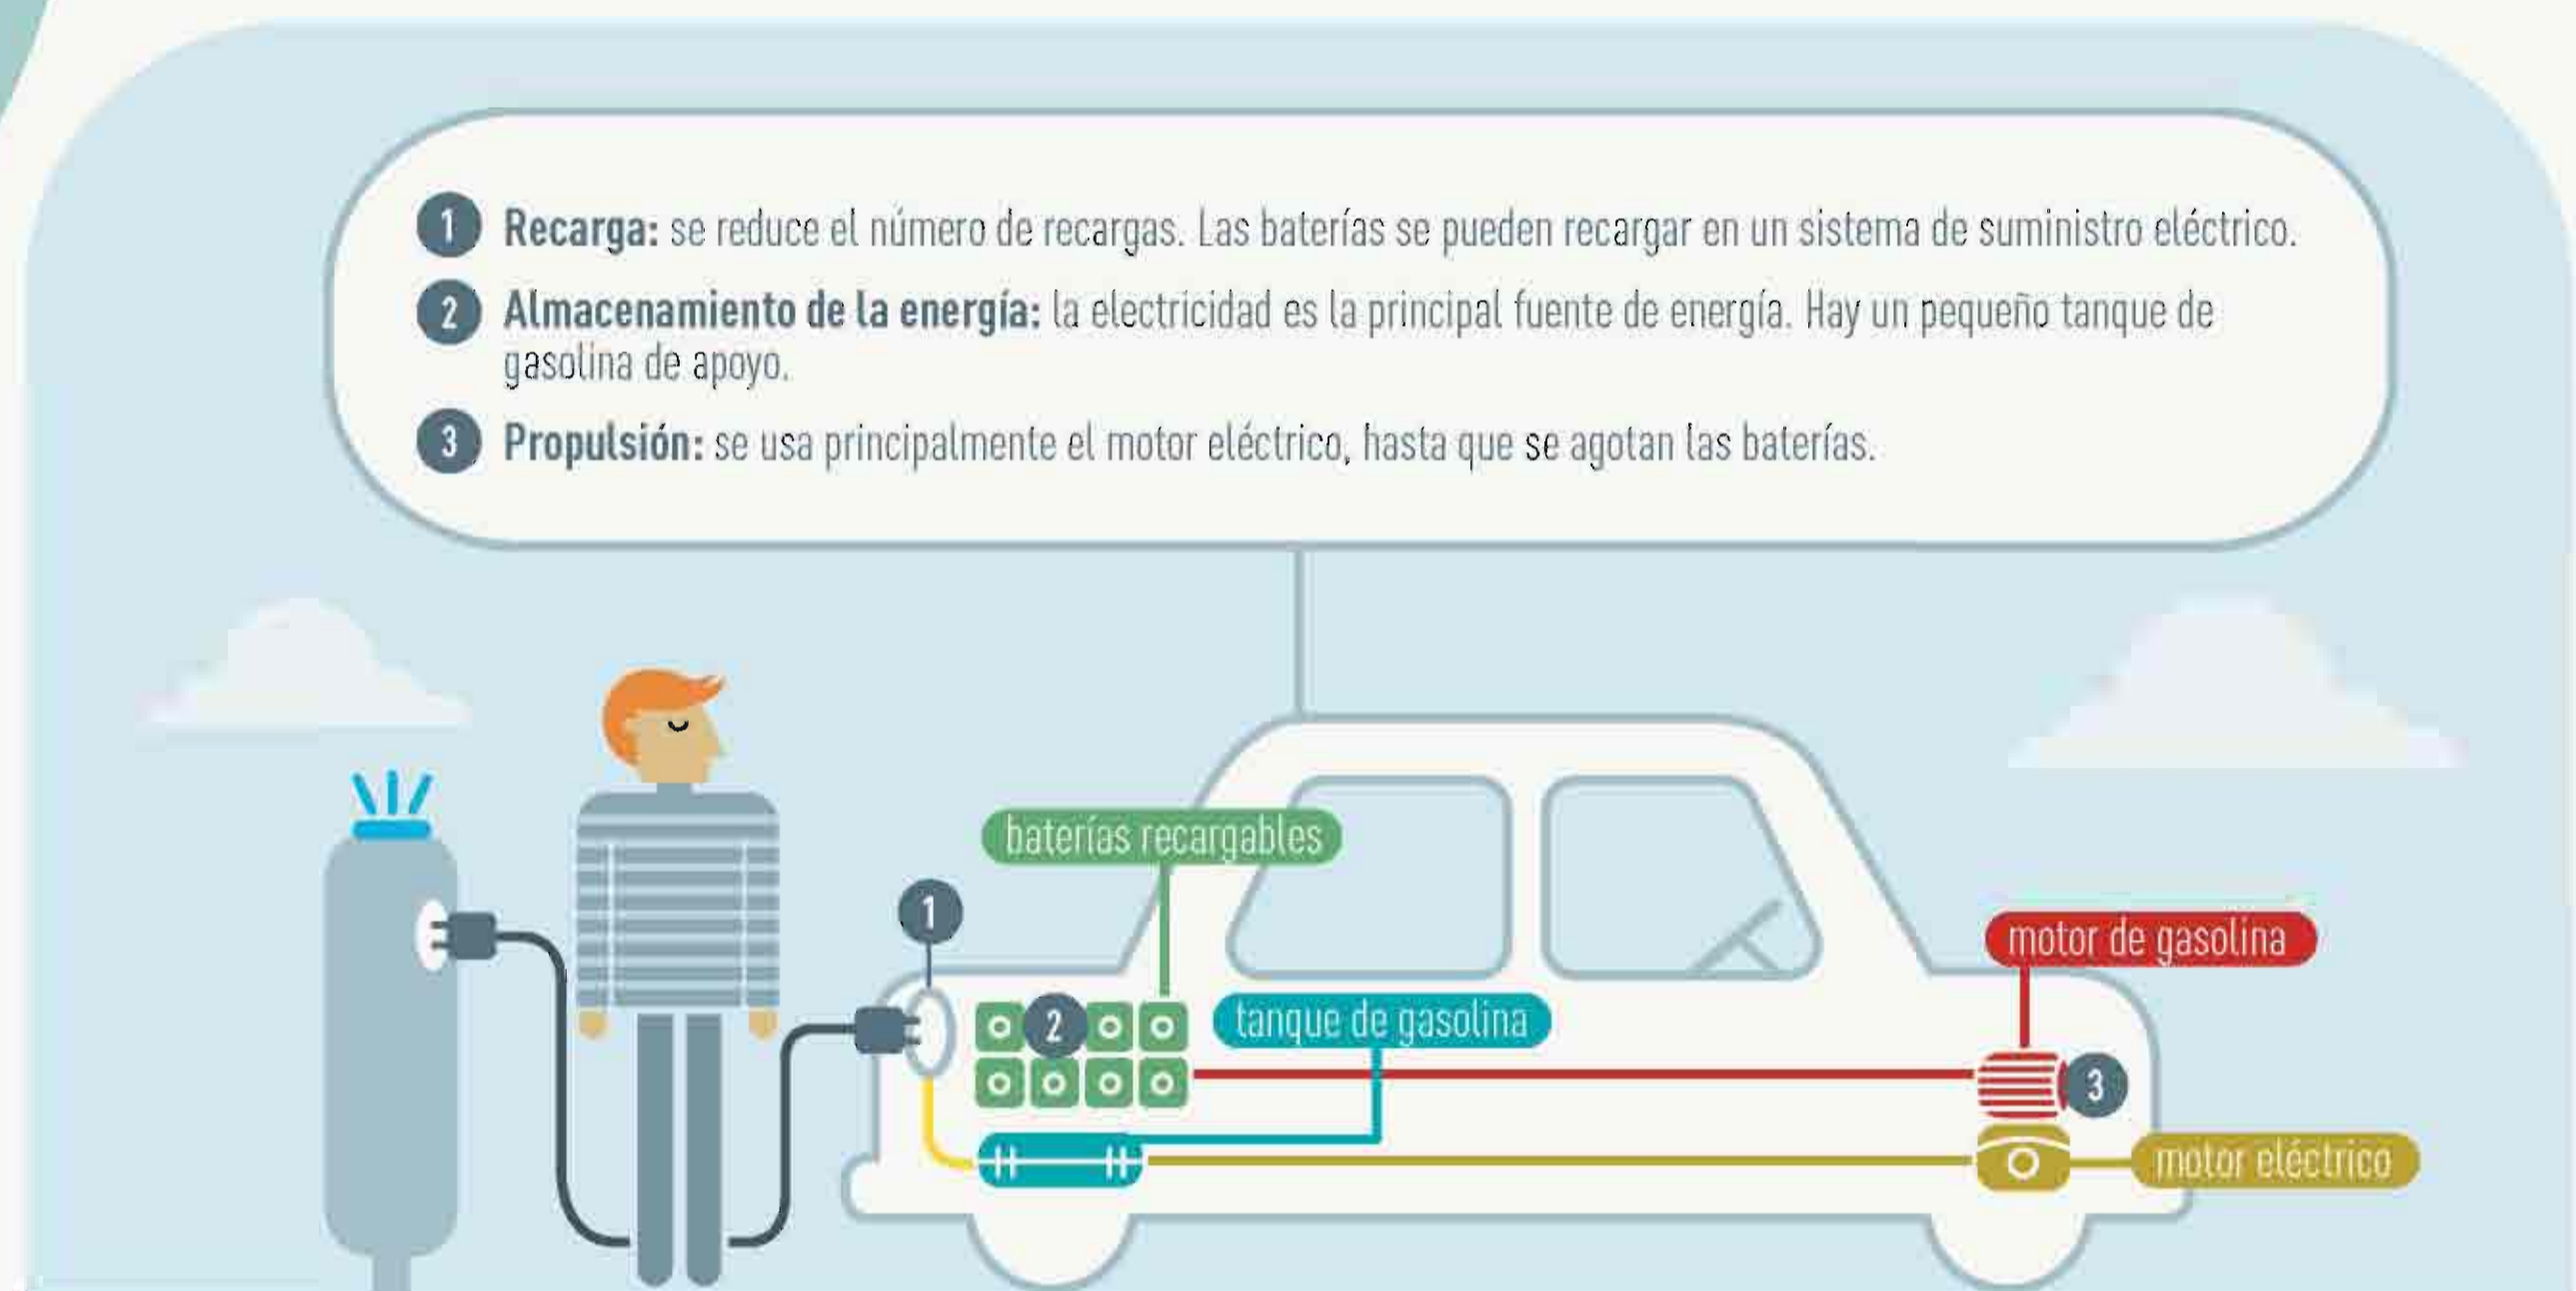 1 Recarga: se reduce el número de recargas. Las baterías se pueden recargar en un sistema de suministro eléctrico.
2 Almacenamiento de la energía: la electricidad es la principal fuente de energía. Hay un pequeño tanque de
gasolina de apoyo.
3 Propulsión: se usa principalmente el motor eléctrico, hasta que se agotan las baterías.
baterías recargables
1
motor de gasolina
2
tanque de gasolina
3
motor eléctrico